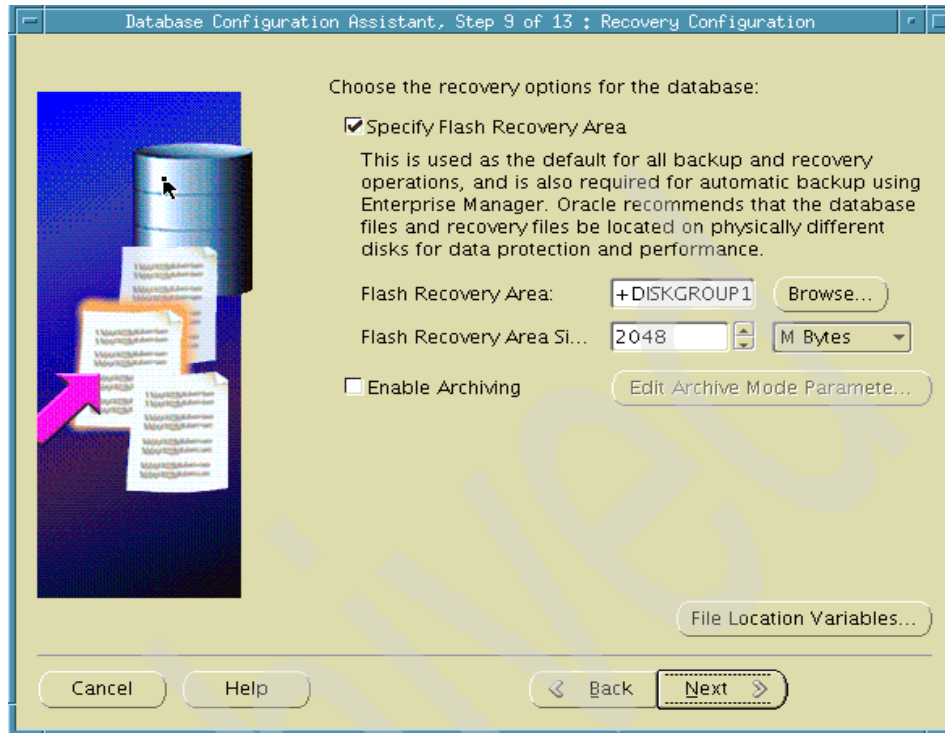 Database Configuration Assistant, Step 9 of 13 : Recovery Configuration
Choose the recovery options for the database:
Specify Flash Recovery Area
This is used as the default for all backup and recovery
operations, and is also required for automatic backup using
Enterprise Manager. Oracle recommends that the database
files and recovery files be located on physically different
disks for data protection and performance.
Flash Recovery Area: +DISKGROUP1 Browse...
Flash Recovery Area Si... 2048 M Bytes
Enable Archiving Edit Archive Mode Paramete...
File Location Variables...
Cancel Help Back Next